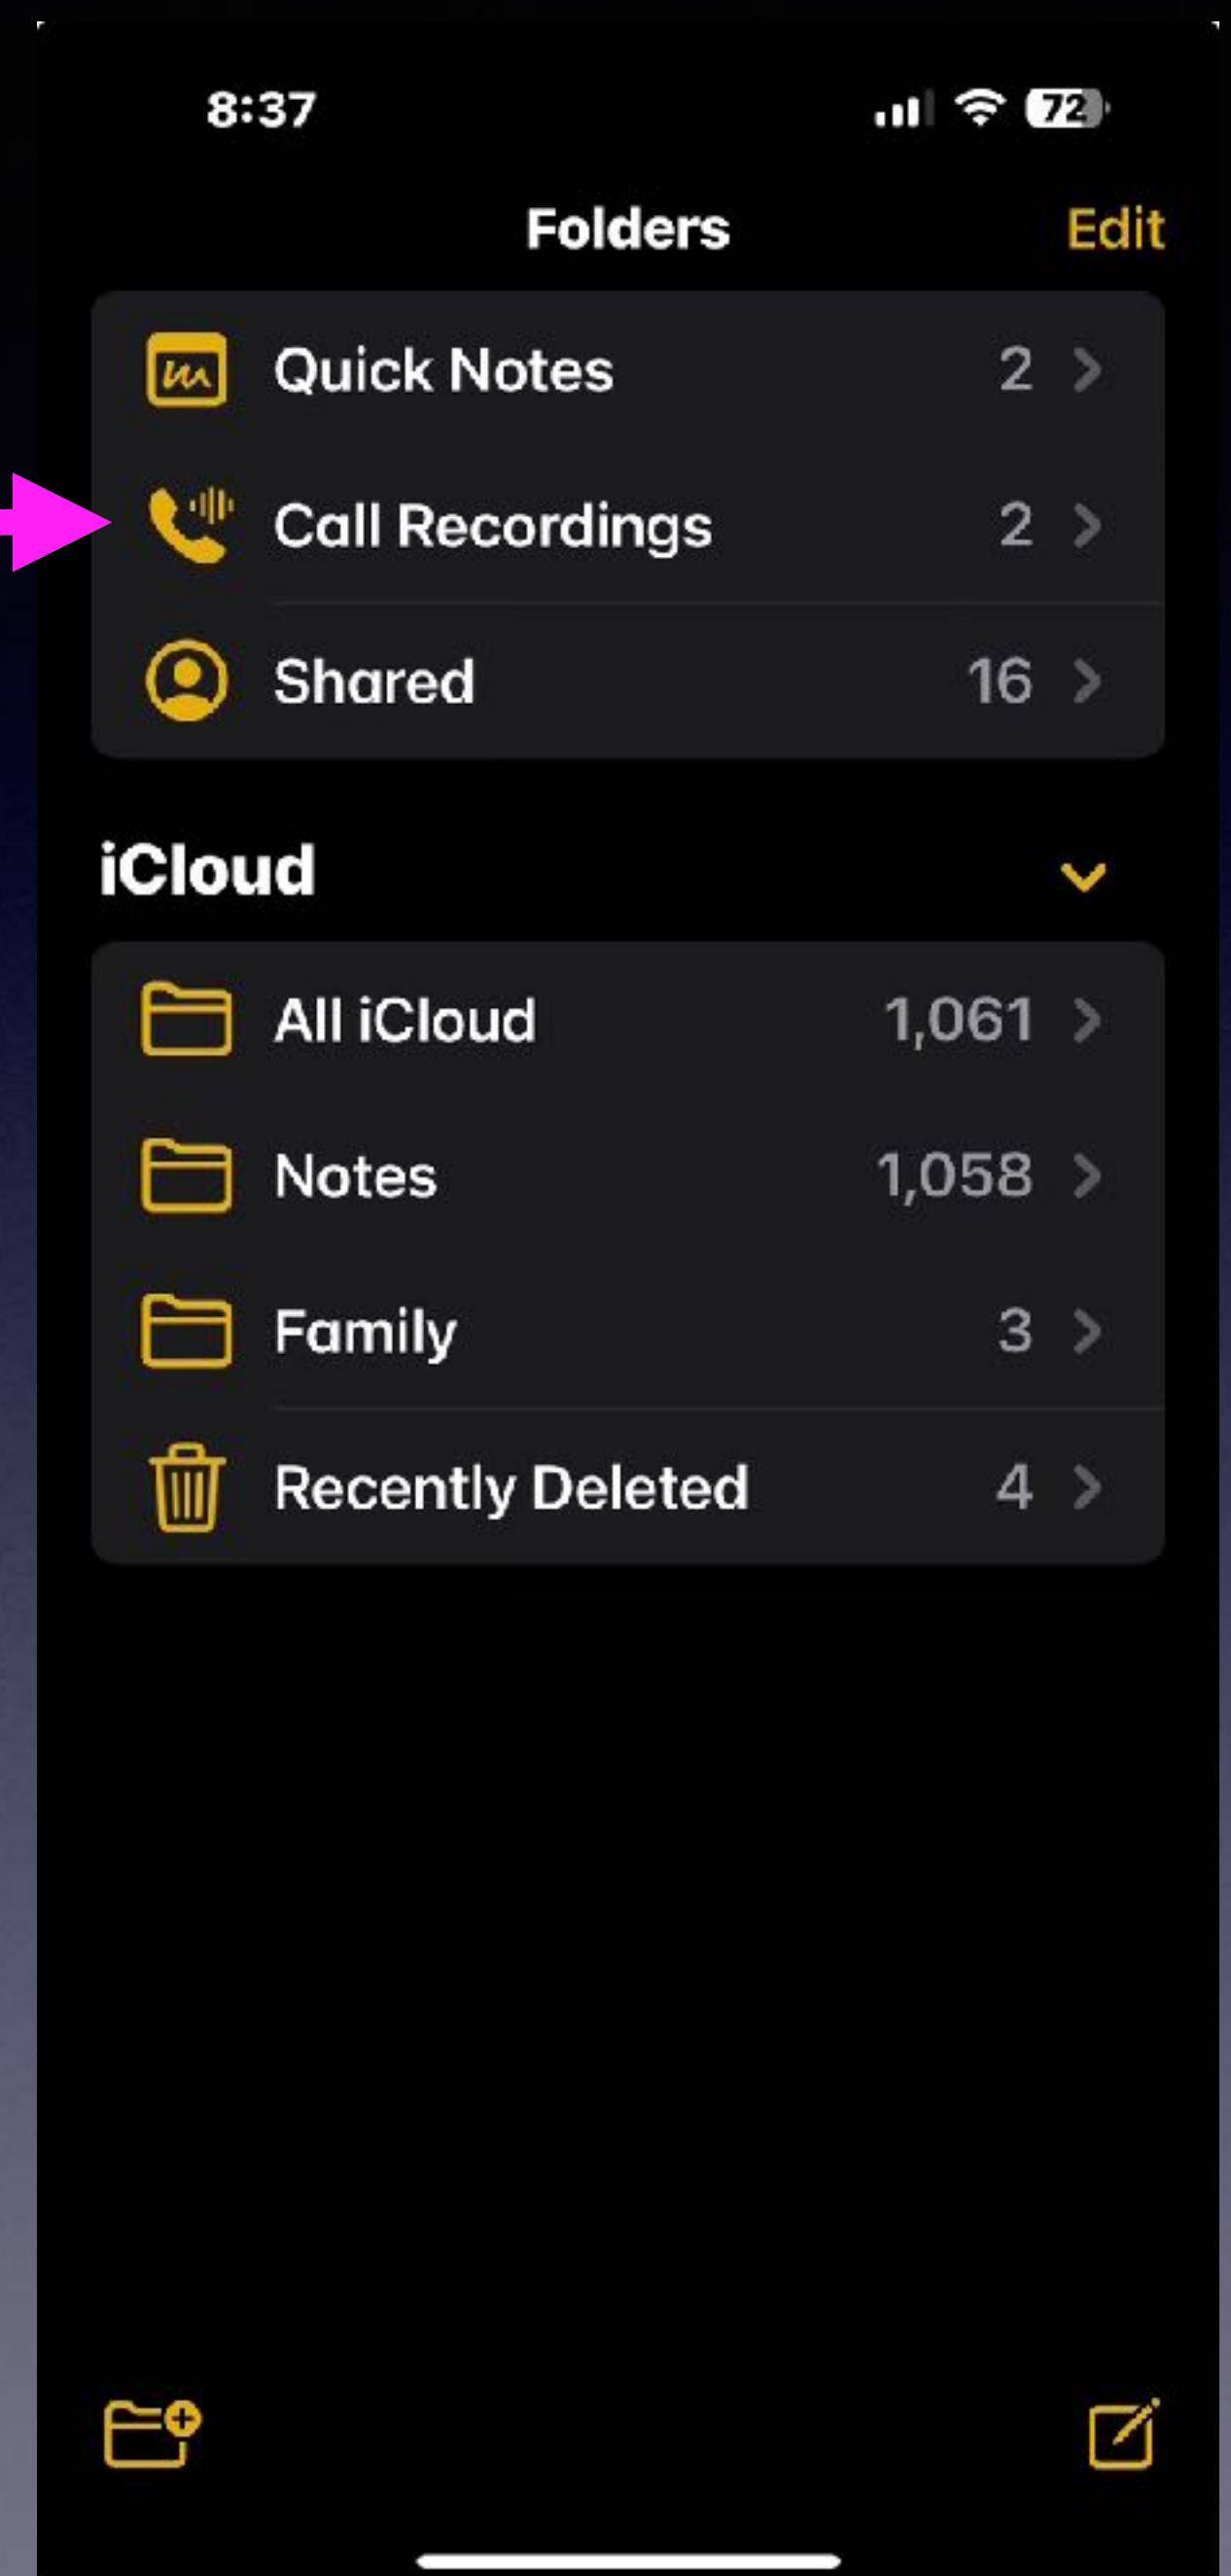 8:37 72
Folders Edit
Quick Notes 2
Call Recordings 2
Shared 16
iCloud
All iCloud 1,061
Notes 1,058
Family 3
Recently Deleted 4